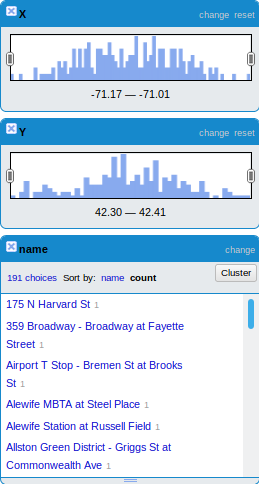 X
change reset
-71.17 — -71.01
Y
change reset
42.30 — 42.41
name
change
191 choices Sort by: name count
Cluster
175 N Harvard St 1
359 Broadway - Broadway at Fayette
Street 1
Airport T Stop - Bremen St at Brooks
St 1
Alewife MBTA at Steel Place 1
Alewife Station at Russell Field 1
Allston Green District - Griggs St at
Commonwealth Ave 1